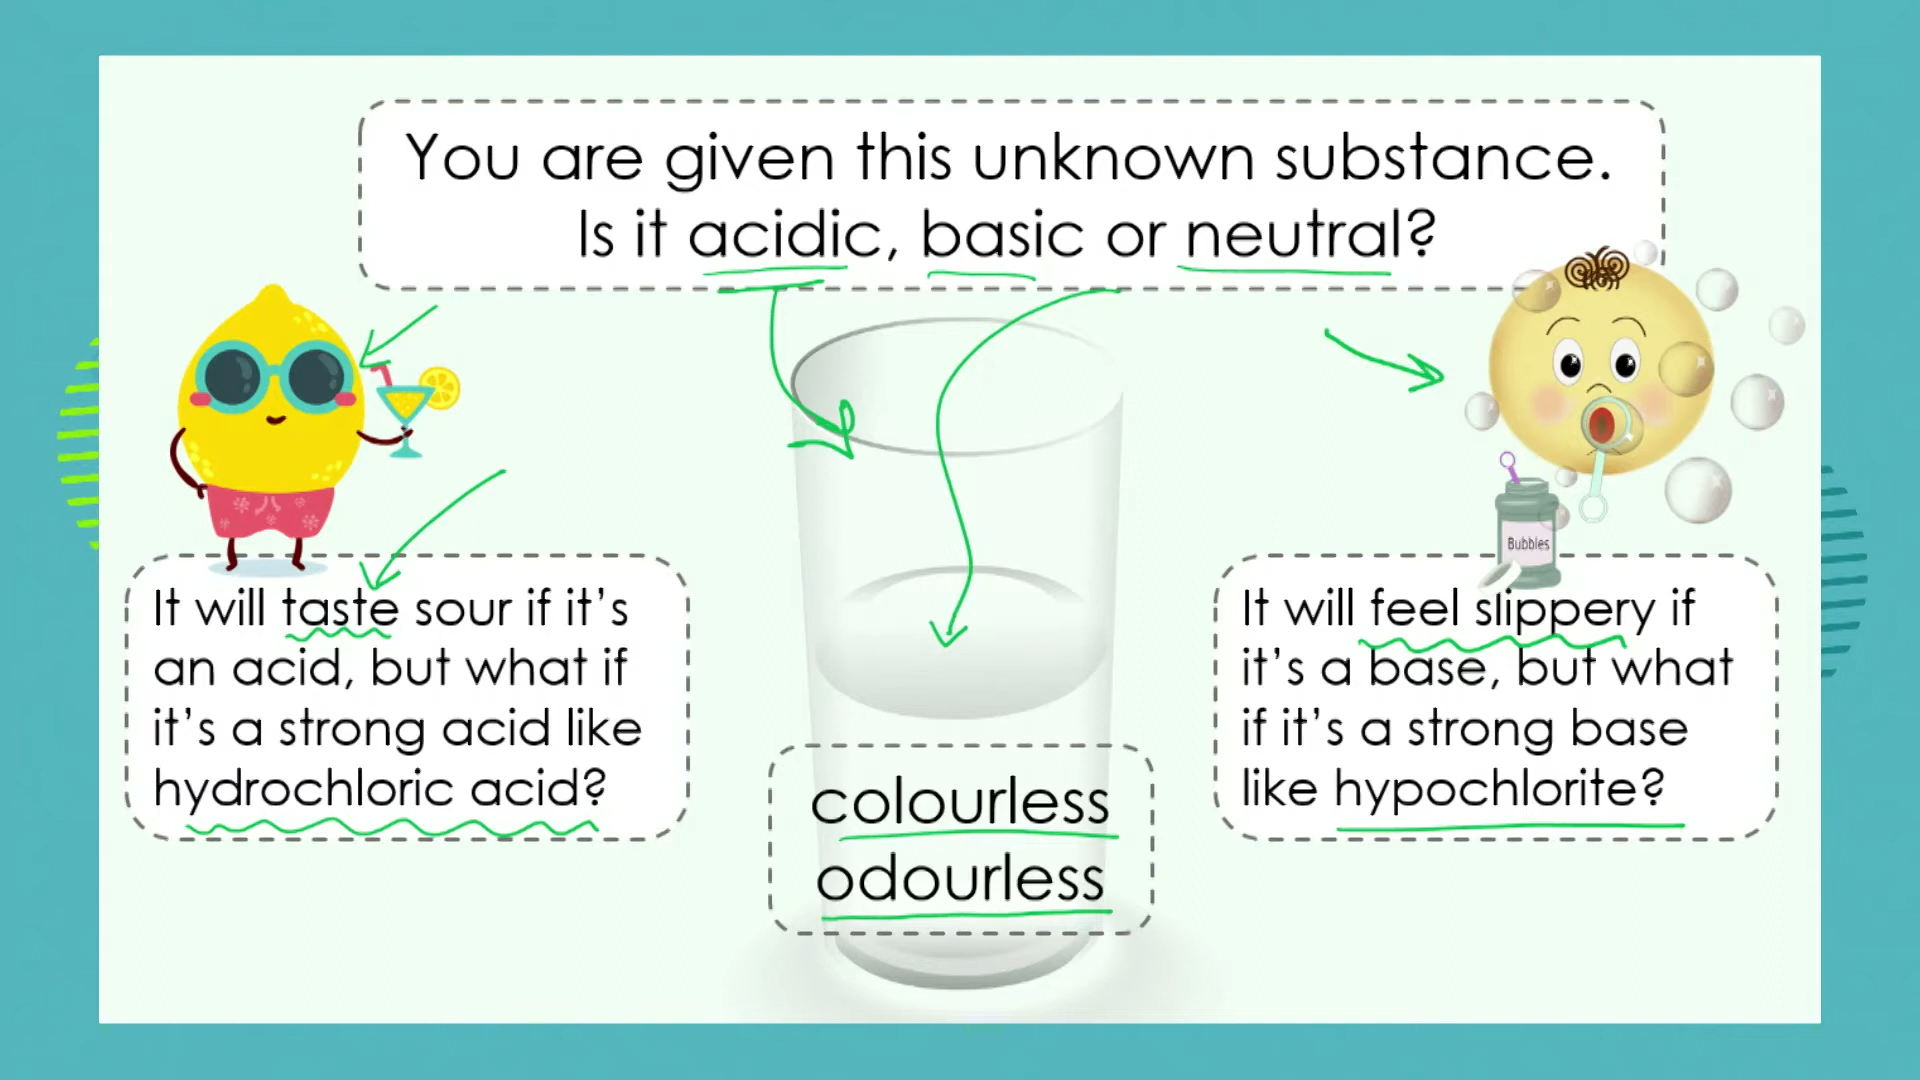 You are given this unknown substance.
Is it acidic, basic or neutral?
Bubbles
It will taste sour if it's
an acid, but what if
it's a strong acid like
hydrochloric acid?
colourless
odourless
It will feel slippery if
it's a base, but what
if it's a strong base
like hypochlorite?